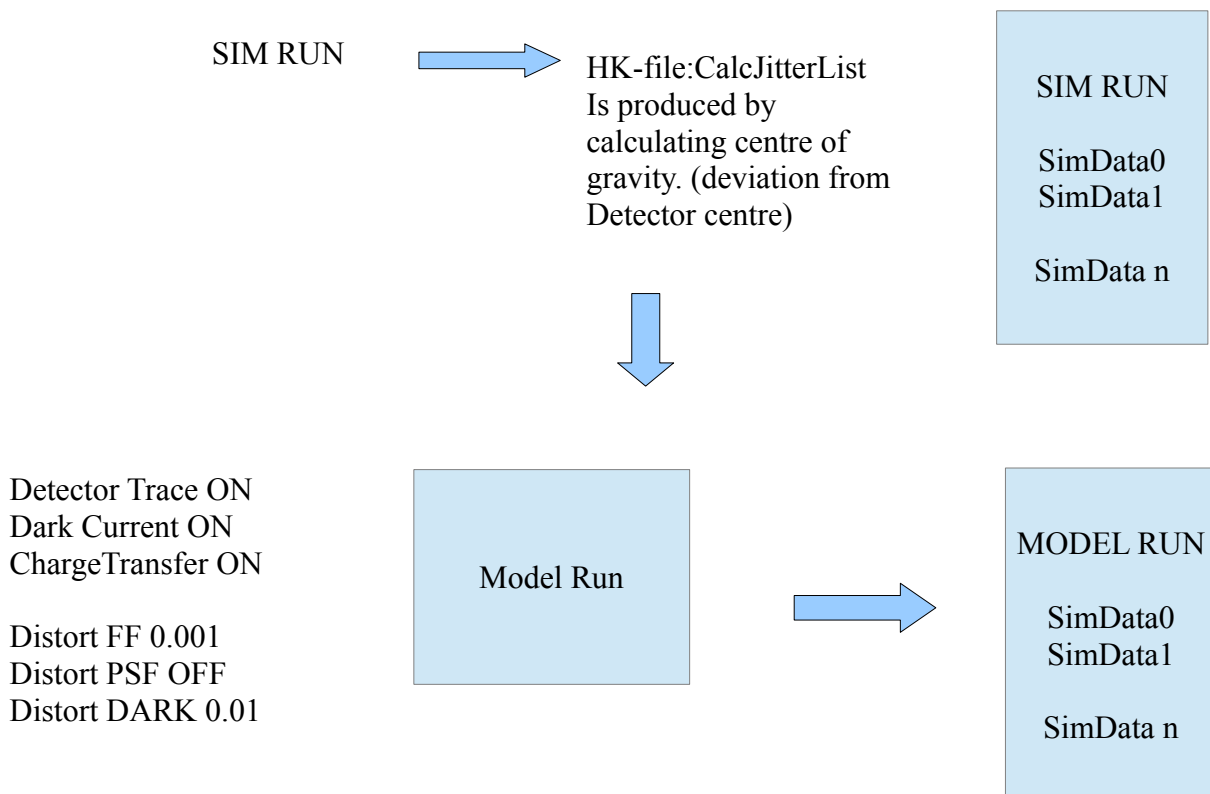 SIM RUN
HK-file:CalcJitterList
Is produced by
calculating centre of
gravity. (deviation from
Detector centre)
SIM RUN
SimData0
SimData1
SimData n
Detector Trace ON
Dark Current ON
ChargeTransfer ON
Distort FF 0.001
Distort PSF OFF
Distort DARK 0.01
Model Run
MODEL RUN
SimData0
SimData1
SimData n